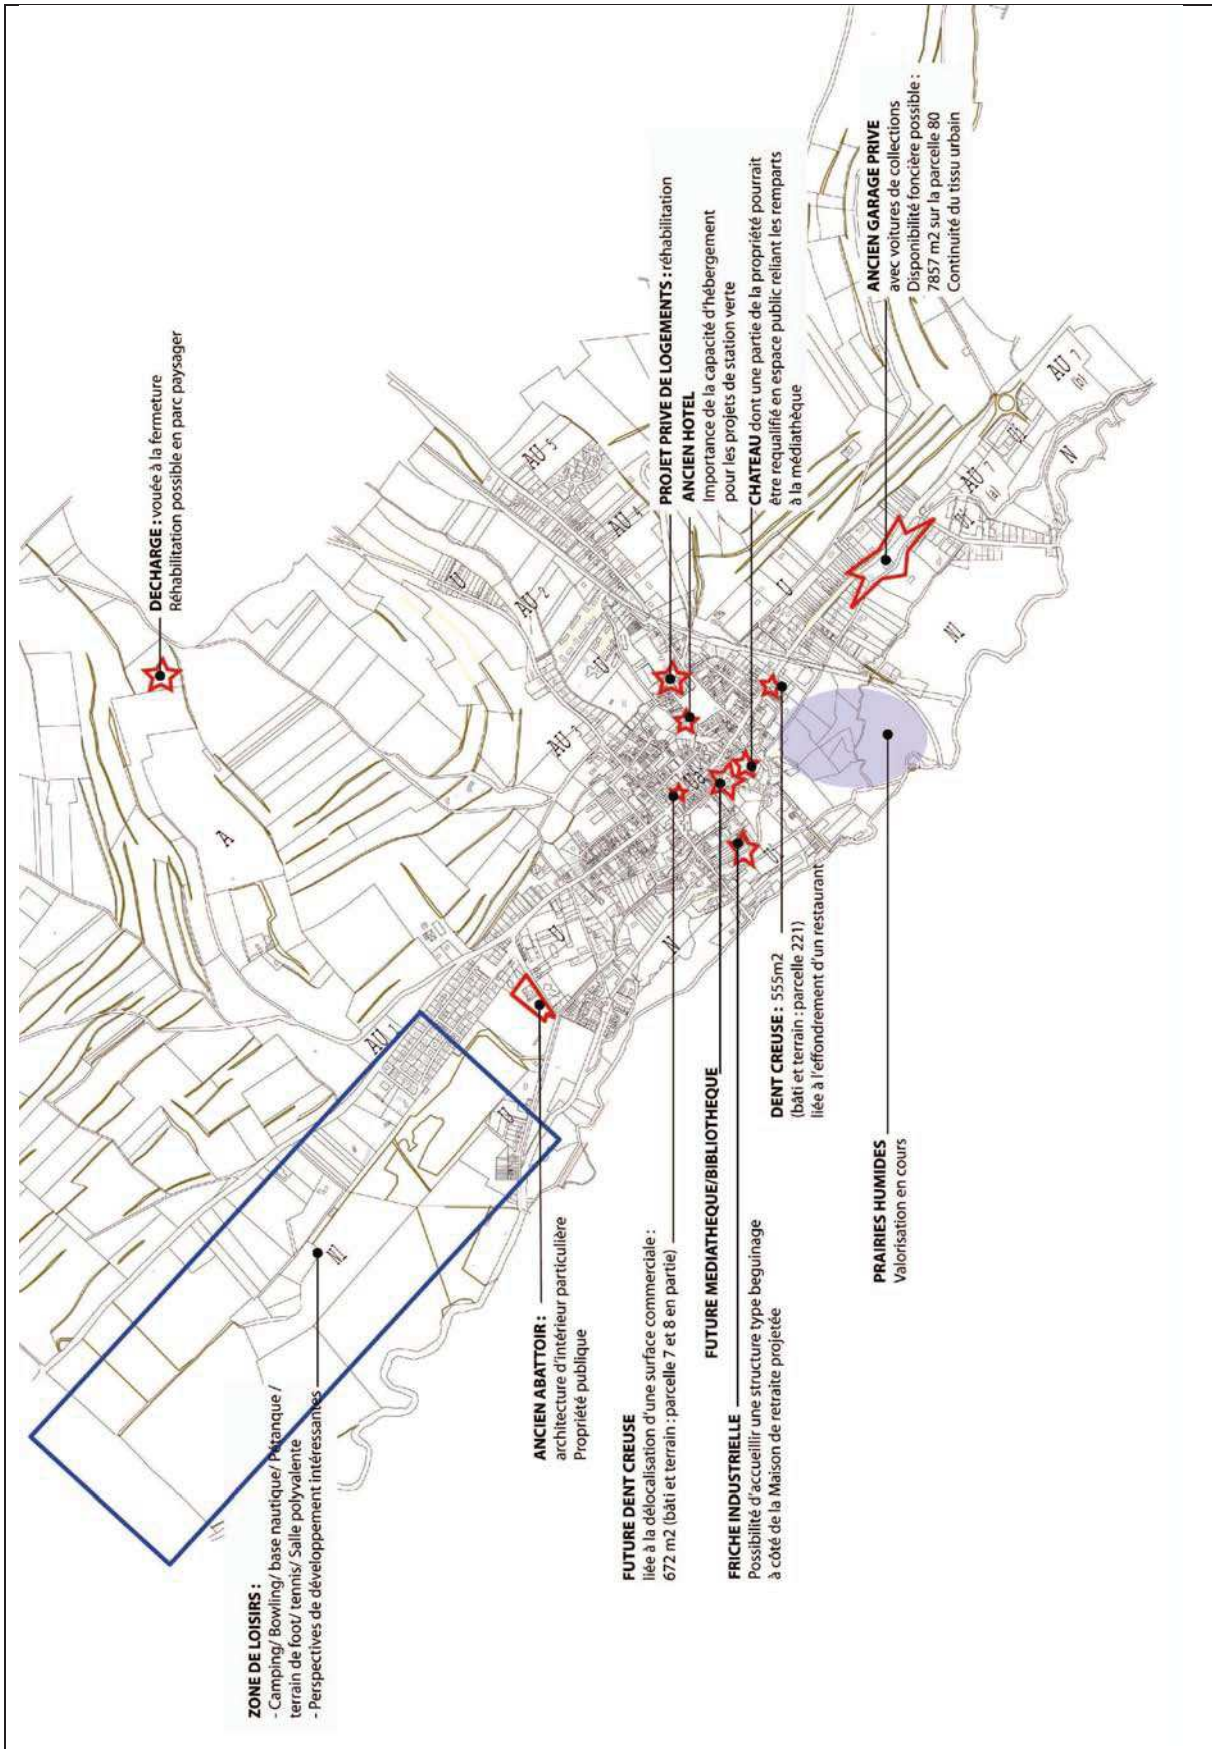 ZONE DE LOISIRS :
- Camping/ Bowling/ base nautique/ Pétanque /
terrain de foot/ tennis/ Salle polyvalente
- Perspectives de développement intéressantes
DECHARGE : vouée à la fermeture
Réhabilitation possible en parc paysager
ANCIEN ABATTOIR :
architecture d'intérieur particulière
Propriété publique
FUTURE DENT CREUSE
liée à la délocalisation d'une surface commerciale :
672 m2 (bâti et terrain : parcelle 7 et 8 en partie)
FUTURE MEDIATHEQUE/BIBLIOTHEQUE
FRICHE INDUSTRIELLE
Possibilité d'accueillir une structure type beguinage
à côté de la Maison de retraite projetée
DENT CREUSE : 555m2
(bâti et terrain : parcelle 221)
liée à l'effondrement d'un restaurant
PRAIRIES HUMIDES
Valorisation en cours
PROJET PRIVE DE LOGEMENTS : réhabilitation
ANCIEN HOTEL
Importance de la capacité d'hébergement
pour les projets de station verte
CHATEAU dont une partie de la propriété pourrait
être requalifié en espace public reliant les remparts
à la médiathèque
ANCIEN GARAGE PRIVE
avec voitures de collections
Disponibilité foncière possible :
7857 m2 sur la parcelle 80
Continuité du tissu urbain
A
AU 1
U
U
N
AU 3
U
AU 2
U
AU 4
AU 5
U
U
N1
AU 7
(a)
AU 7
(b)
N